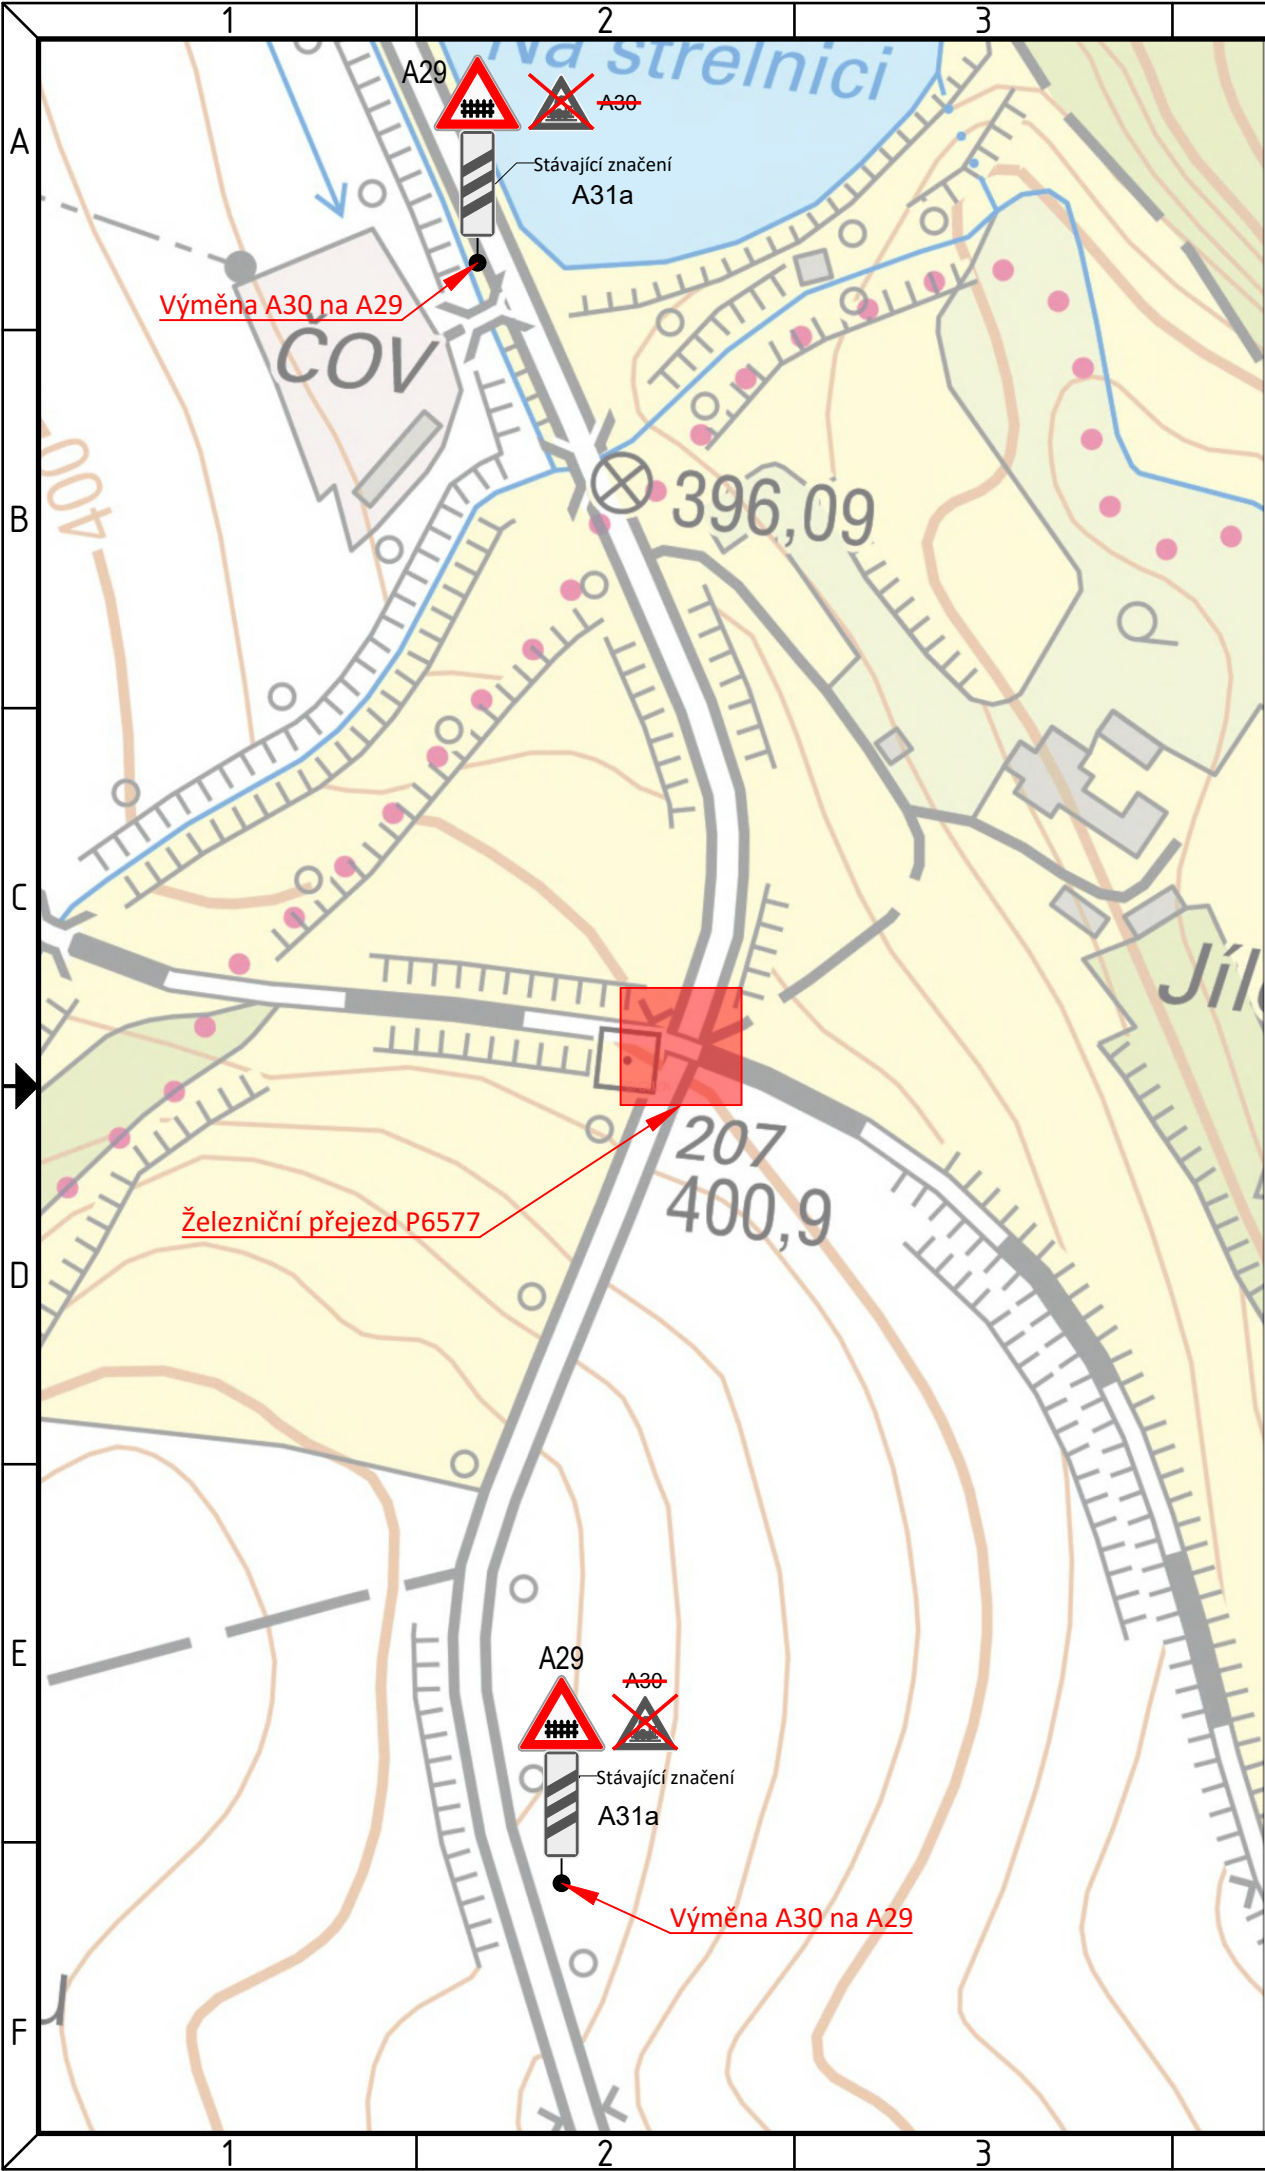 1
2
3
Na střelnici
A29
A30
A
Stávající značení
A31a
Výměna A30 na A29
ČOV
400
B
396,09
C
Jíl
207
400,9
Železniční přejezd P6577
D
E
A29
A30
Stávající značení
A31a
Výměna A30 na A29
F
1
2
3